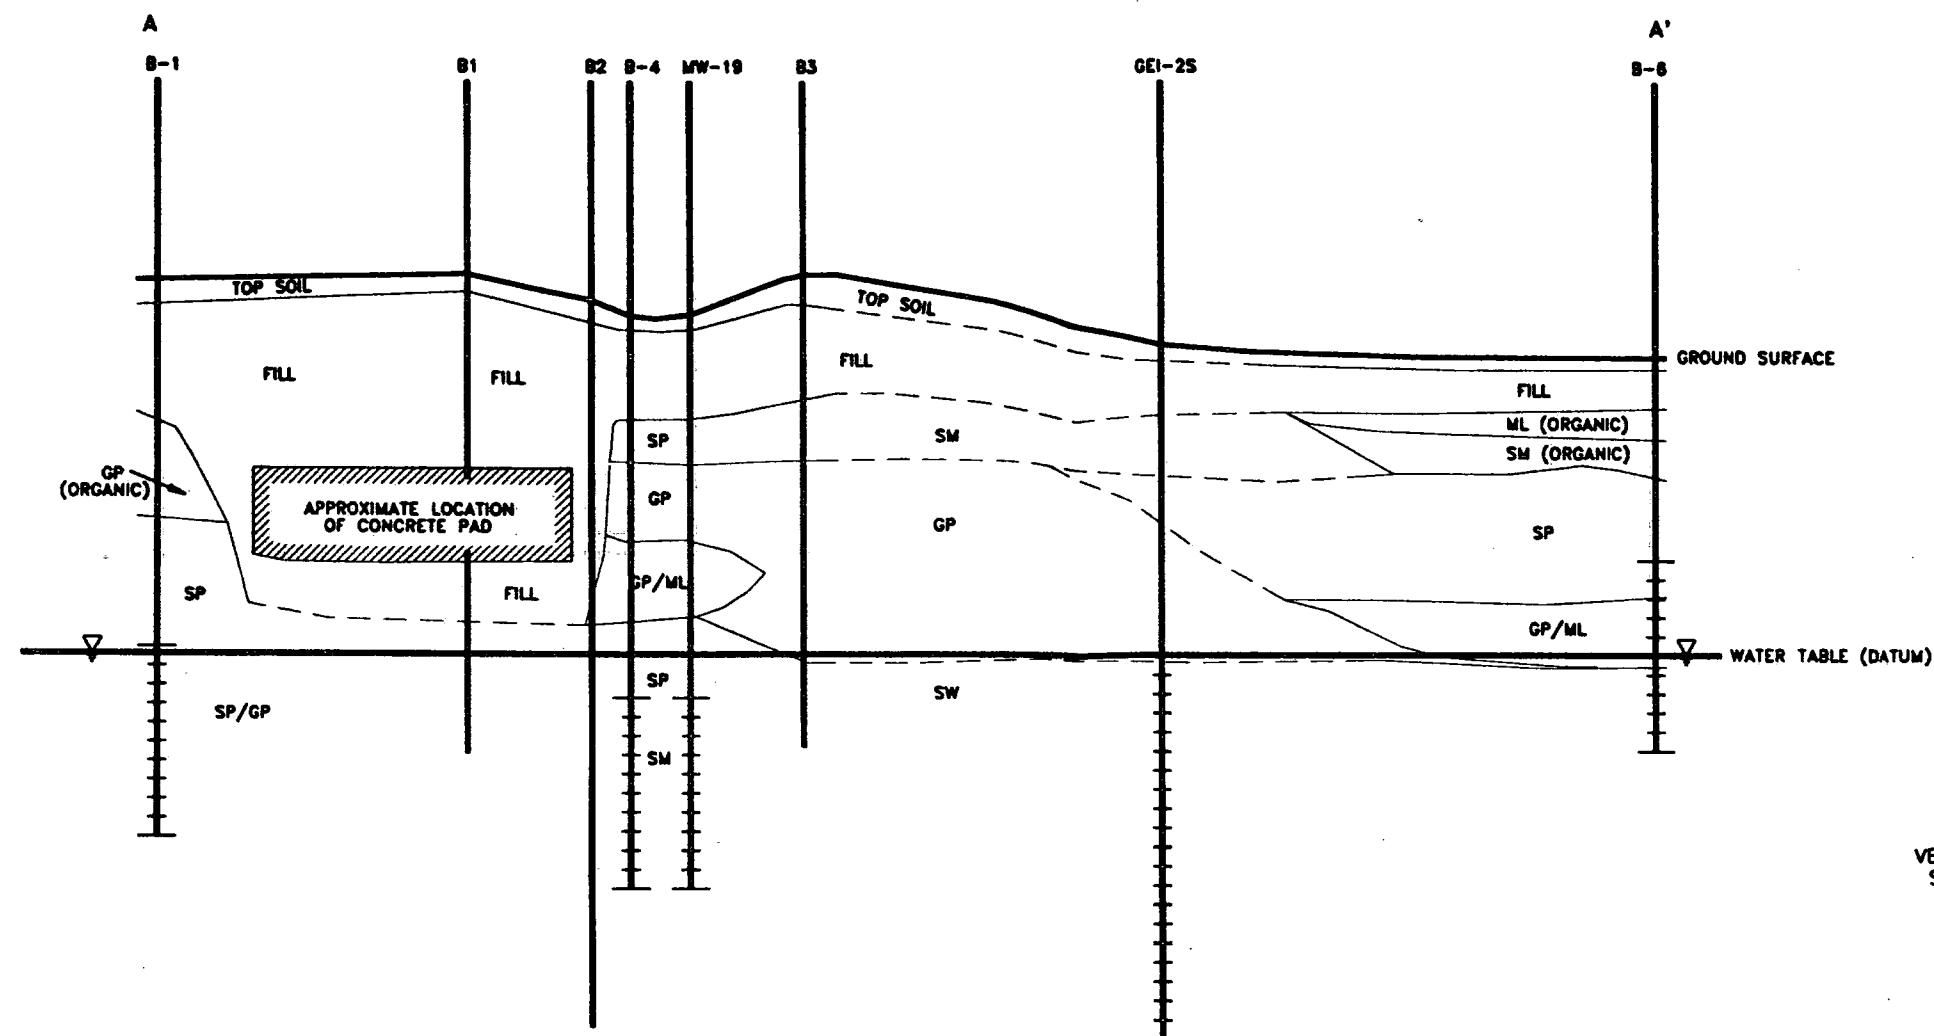 A
A'
B-1
B1
B2
B-4
MW-19
B3
GEI-2S
B-6
TOP SOIL
TOP SOIL
GROUND SURFACE
FILL
FILL
FILL
FILL
ML (ORGANIC)
SM (ORGANIC)
SP
SM
GP
(ORGANIC)
GP
APPROXIMATE LOCATION
OF CONCRETE PAD
GP
SP
SP
FILL
GP/ML
GP/ML
WATER TABLE (DATUM)
SP
SW
SP/GP
SM
VE
S